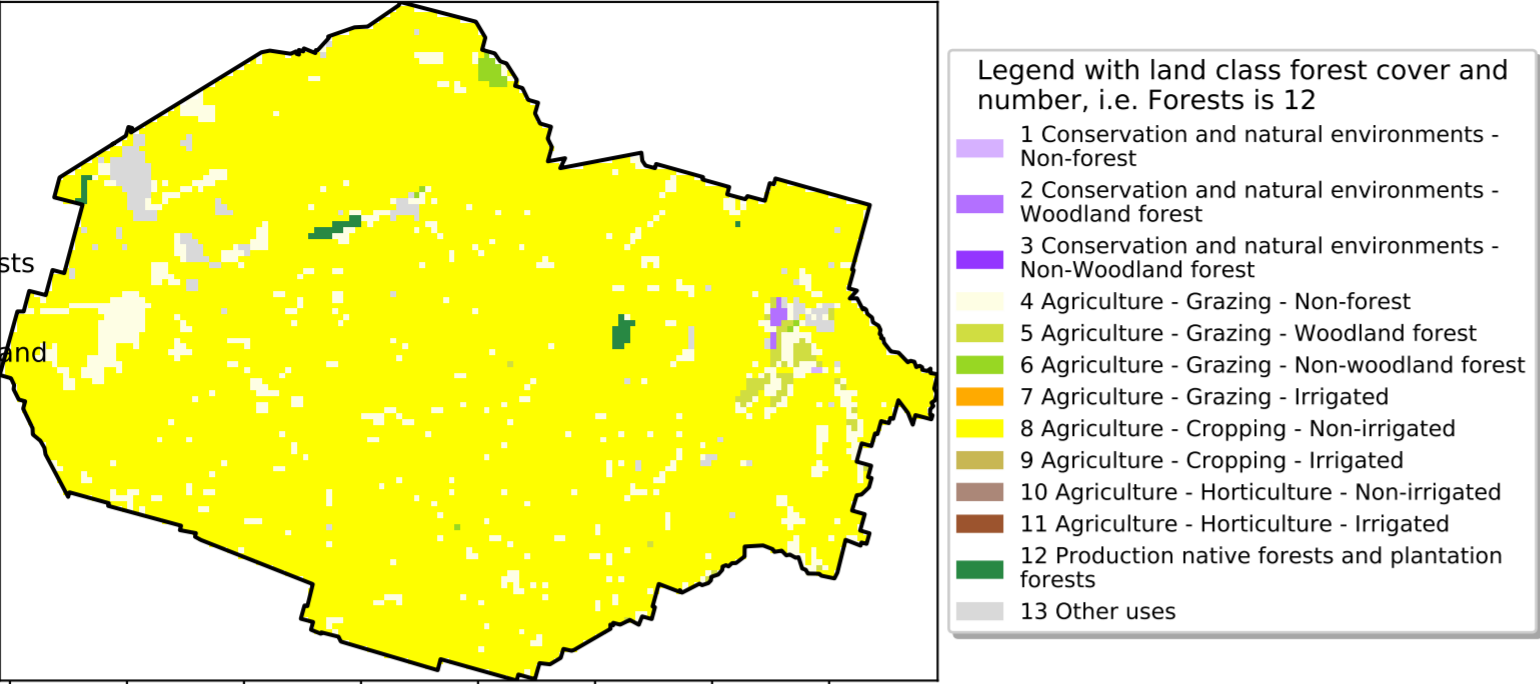 sts
and
Legend with land class forest cover and
number, i.e. Forests is 12
1 Conservation and natural environments -
Non-forest
2 Conservation and natural environments -
Woodland forest
3 Conservation and natural environments -
Non-Woodland forest
4 Agriculture - Grazing - Non-forest
5 Agriculture - Grazing - Woodland forest
6 Agriculture - Grazing - Non-woodland forest
7 Agriculture - Grazing - Irrigated
8 Agriculture - Cropping - Non-irrigated
9 Agriculture - Cropping - Irrigated
10 Agriculture - Horticulture - Non-irrigated
11 Agriculture - Horticulture - Irrigated
12 Production native forests and plantation
forests
13 Other uses